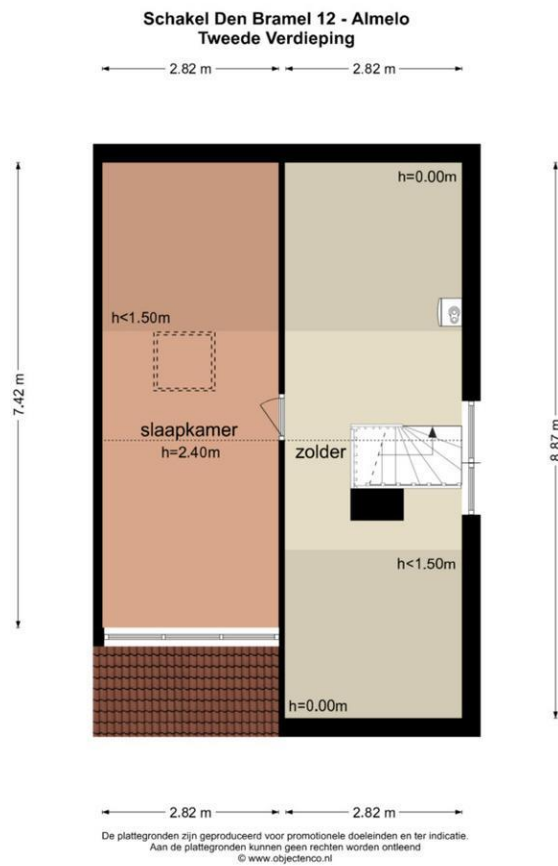 Schakel Den Bramel 12 - Almelo
Tweede Verdieping
2.82 m
2.82 m
h=0.00m
h<1.50m
7.42 m
8.87 m
slaapkamer
h=2.40m
zolder
h<1.50m
h=0.00m
2.82 m
2.82 m
De plattegronden zijn geproduceerd voor promotionele doeleinden en ter indicatie.
Aan de plattegronden kunnen geen rechten worden ontleend
© www.objectenco.nl